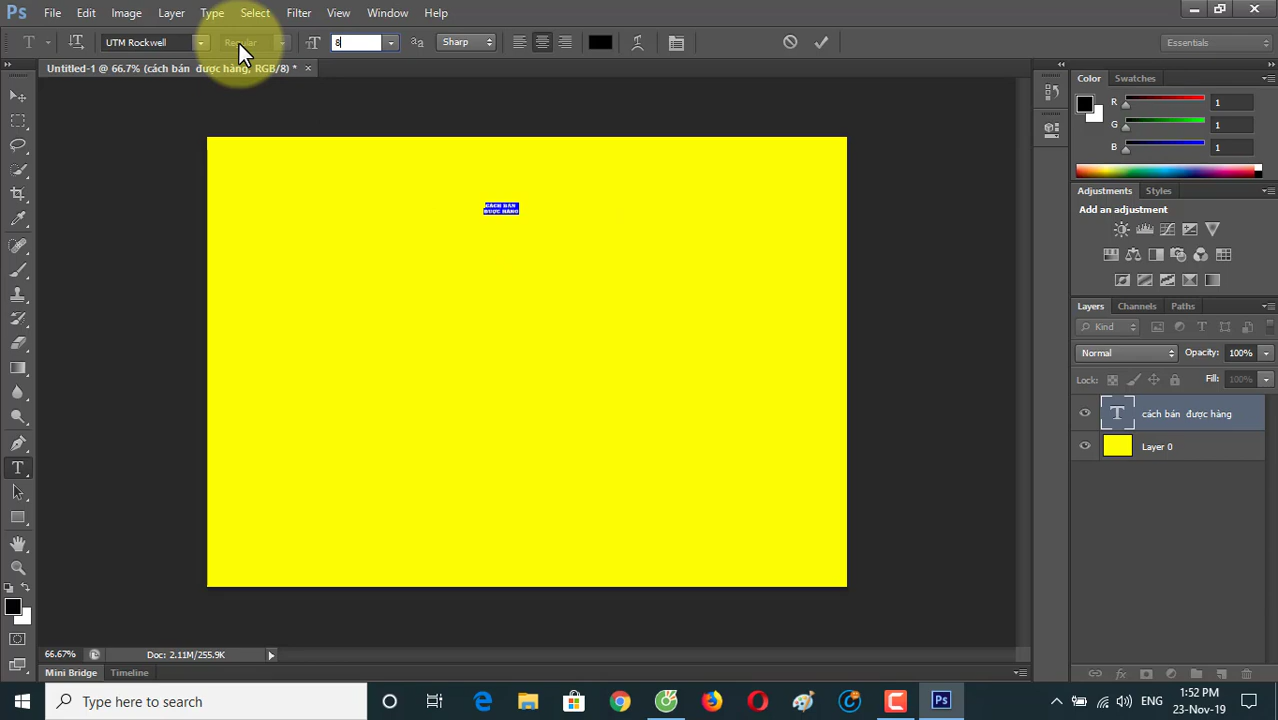 Ps File Edit Image Layer Type Select Filter View Window Help
T UTM Rockwell Regular 8 aa Sharp Essentials
Untitled-1 @ 66.7% (cách bán được hàng, RGB/8) * ×
Color Swatches
R 1
G 1
B 1
Adjustments Styles
Add an adjustment
CÁCH BÁN
ĐƯỢC HÀNG
Layers Channels Paths
Kind
Normal Opacity: 100%
Lock: Fill: 100%
T cách bán được hàng
Layer 0
66.67% Doc: 2.11M/255.9K
Mini Bridge Timeline
Type here to search
ENG
1:52 PM
23-Nov-19